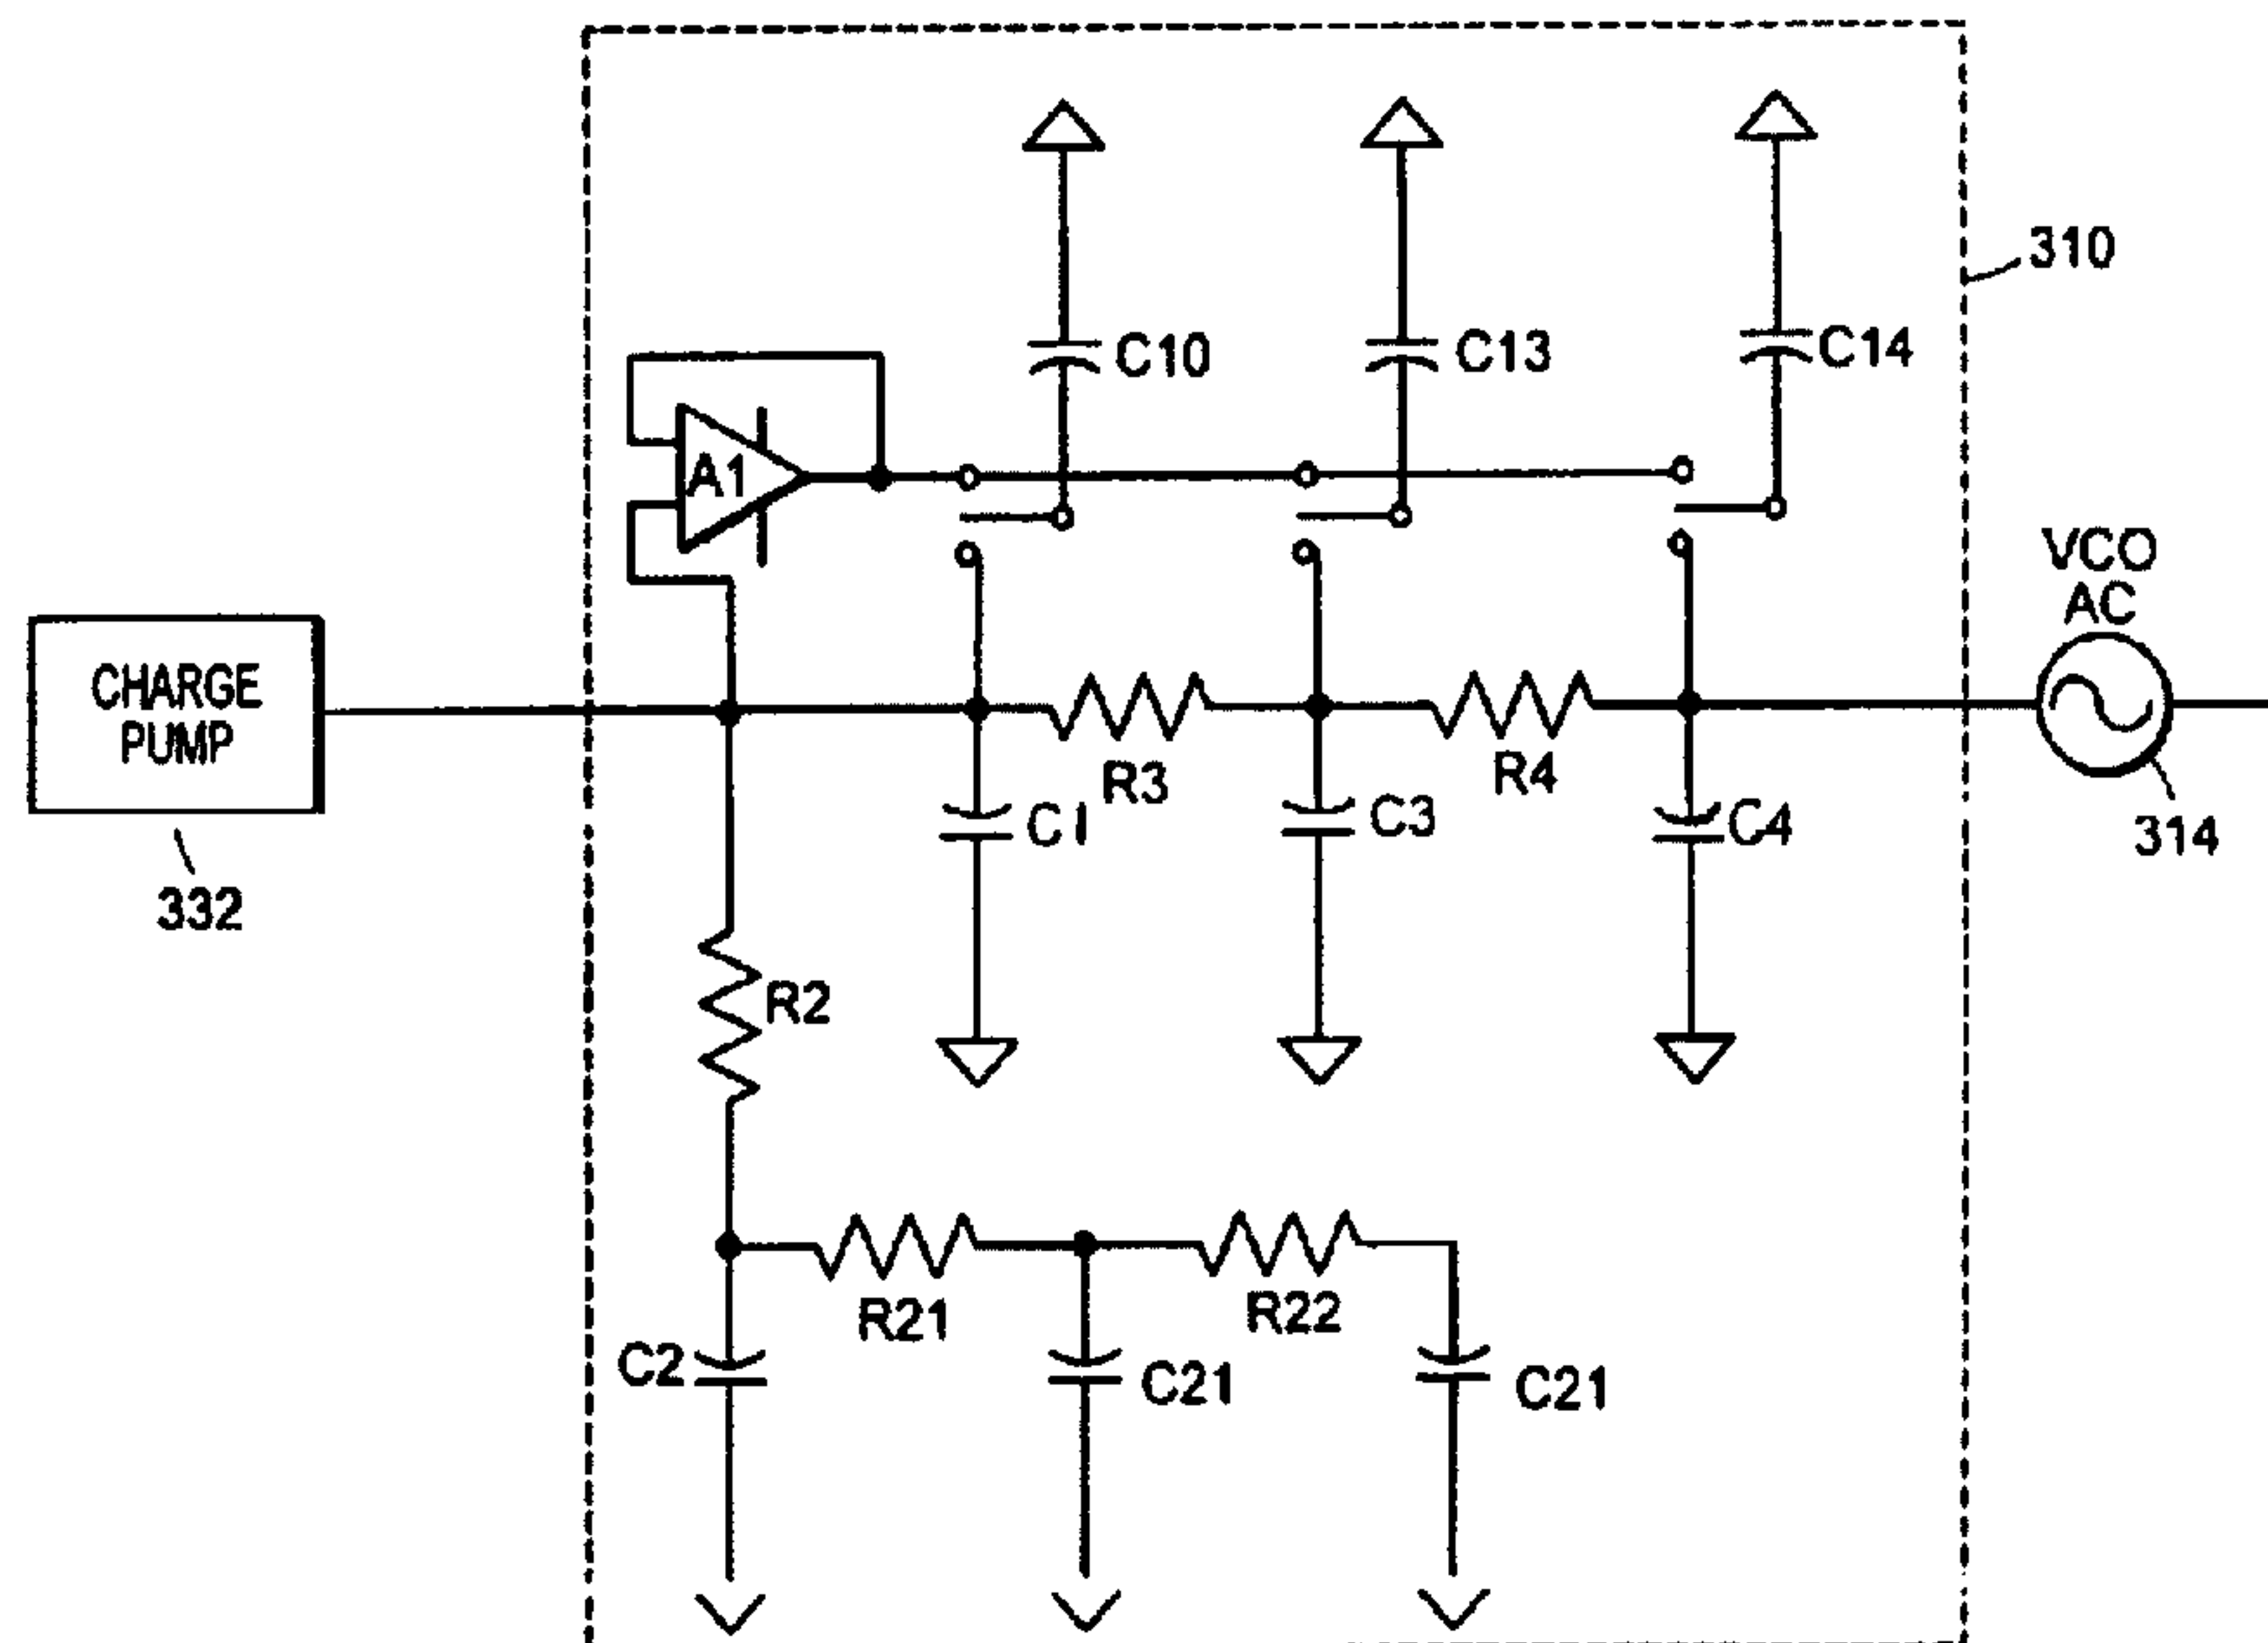 310
C10
C13
C14
A1
VCO
AC
CHARGE
PUMP
R3
R4
C1
C3
C4
314
332
R2
R21
R22
C2
C21
C21